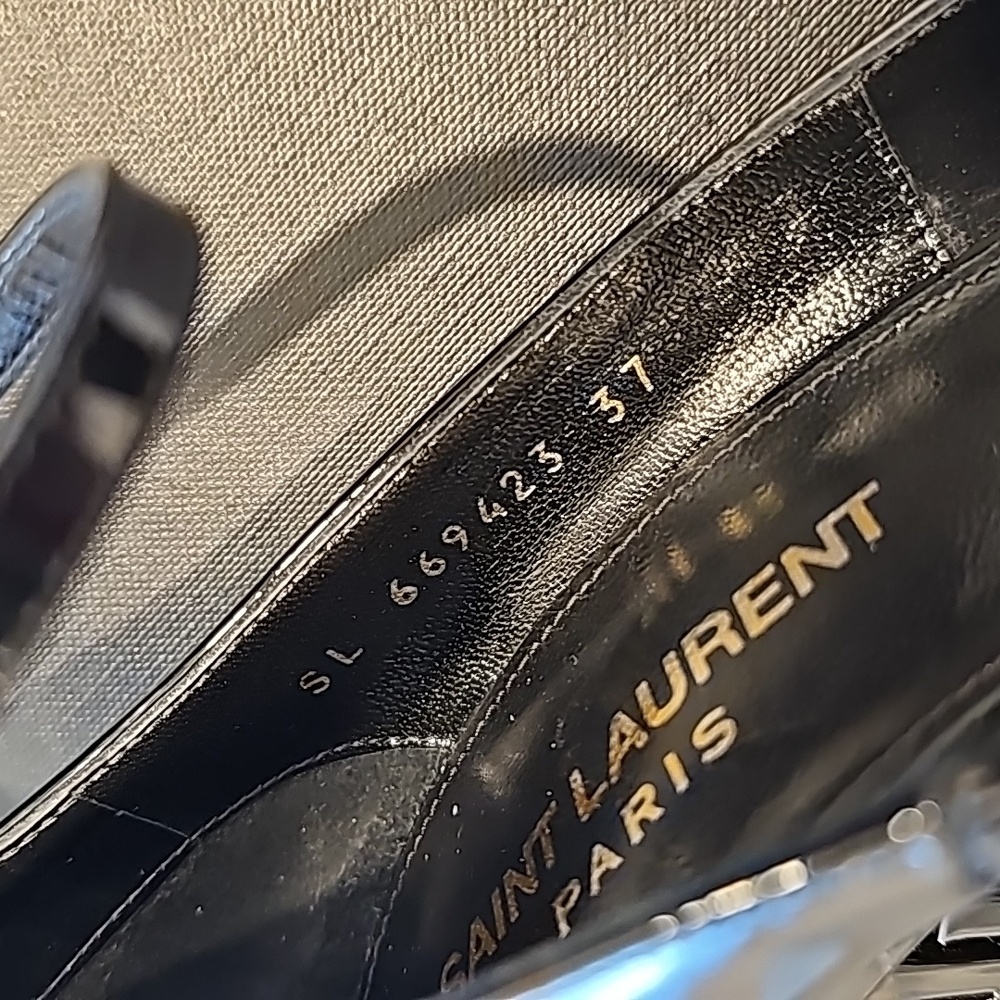 SL 669423 37
SAINT LAURENT
PARIS